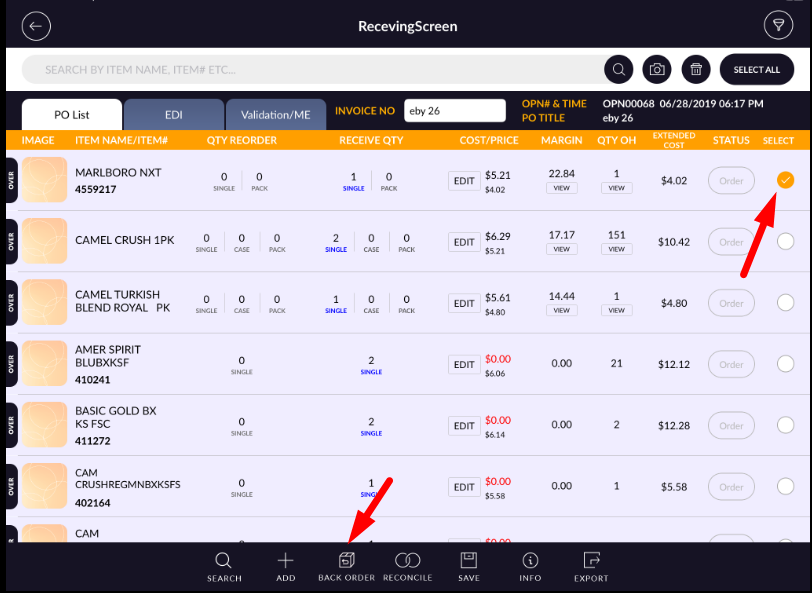 RecevingScreen
SEARCH BY ITEM NAME, ITEM# ETC...
SELECT ALL
PO List
EDI
Validation/ME
INVOICE NO
eby 26
OPN# & TIME
OPN00068 06/28/2019 06:17 PM
PO TITLE
eby 26
IMAGE ITEM NAME/ITEM# QTY REORDER RECEIVE QTY COST/PRICE MARGIN QTY OH EXTENDED COST STATUS SELECT
OVER
MARLBORO NXT
4559217
0 0
SINGLE PACK
1 0
SINGLE PACK
EDIT
$5.21
$4.02
22.84
VIEW
1
VIEW
$4.02
Order
OVER
CAMEL CRUSH 1PK
0 0 0
SINGLE CASE PACK
2 0 0
SINGLE CASE PACK
EDIT
$6.29
$5.21
17.17
VIEW
151
VIEW
$10.42
Order
OVER
CAMEL TURKISH
BLEND ROYAL PK
0 0 0
SINGLE CASE PACK
1 0 0
SINGLE CASE PACK
EDIT
$5.61
$4.80
14.44
VIEW
1
VIEW
$4.80
Order
OVER
AMER SPIRIT
BLUBXKSF
410241
0
SINGLE
2
SINGLE
EDIT
$0.00
$6.06
0.00
21
$12.12
Order
OVER
BASIC GOLD BX
KS FSC
411272
0
SINGLE
2
SINGLE
EDIT
$0.00
$6.14
0.00
2
$12.28
Order
OVER
CAM
CRUSHREGMNBXKSFS
402164
0
SINGLE
1
SINGLE
EDIT
$0.00
$5.58
0.00
1
$5.58
Order
CAM
$0.00
SEARCH
ADD
BACK ORDER
RECONCILE
SAVE
INFO
EXPORT